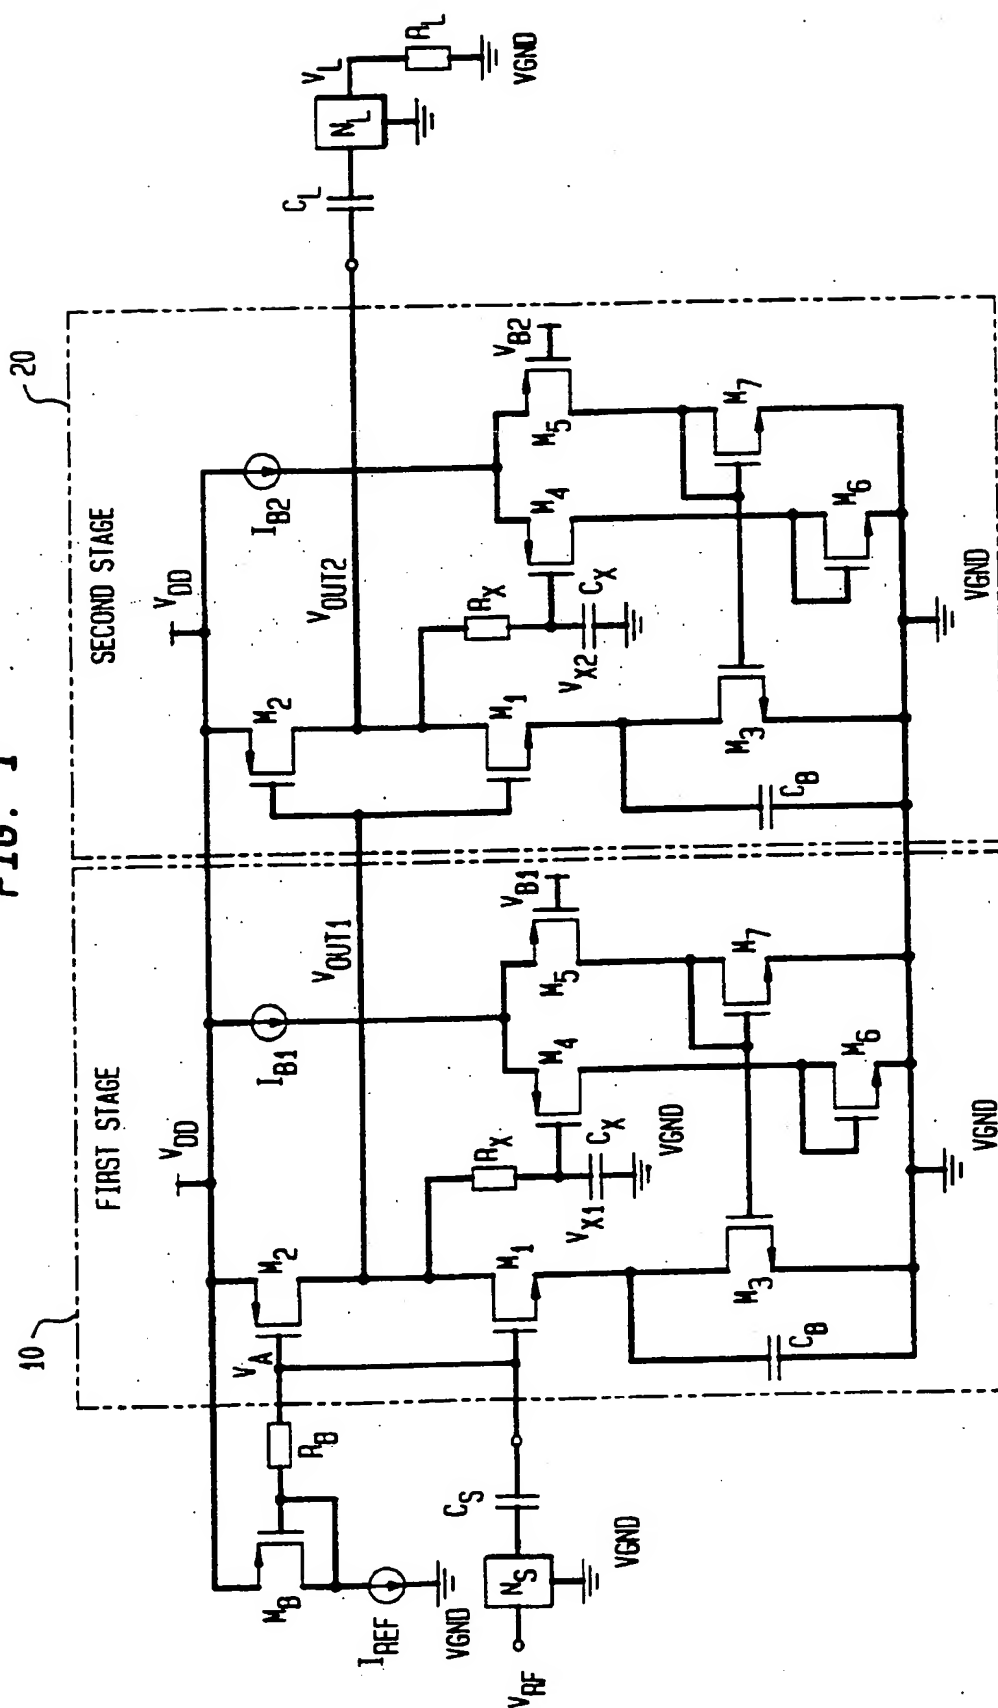 FIG. 1
10
20
FIRST STAGE
SECOND STAGE
V_DD
V_DD
M_B
R_B
V_A
M_2
I_B1
V_OUT1
M_2
I_B2
V_OUT2
C_L
N_L
V_L
R_L
VGND
I_REF
VGND
V_RF
N_S
C_S
VGND
M_1
R_X
V_X1
C_X
VGND
M_4
M_5
V_B1
M_1
R_X
V_X2
C_X
M_4
M_5
V_B2
C_B
M_3
M_6
M_7
VGND
C_B
M_3
M_6
M_7
VGND